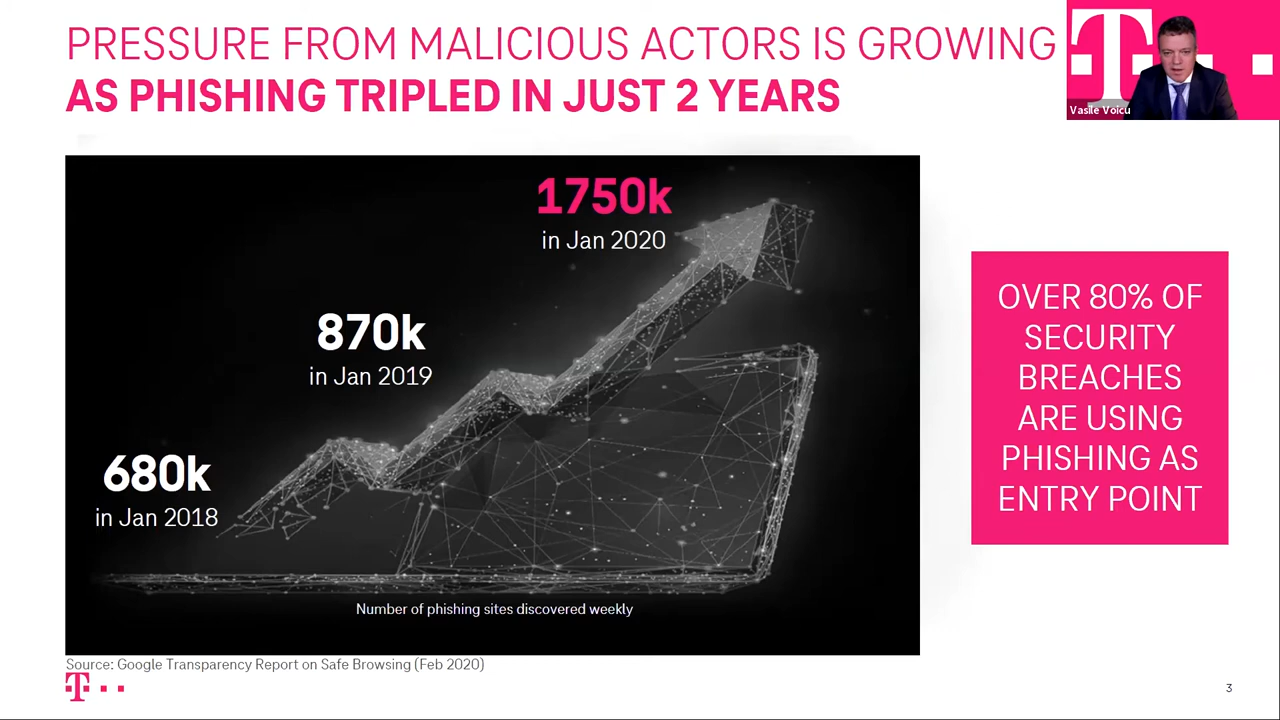 PRESSURE FROM MALICIOUS ACTORS IS GROWING
AS PHISHING TRIPLED IN JUST 2 YEARS
Vasile Voicu
1750k
in Jan 2020
870k
in Jan 2019
680k
in Jan 2018
Number of phishing sites discovered weekly
OVER 80% OF
SECURITY
BREACHES
ARE USING
PHISHING AS
ENTRY POINT
Source: Google Transparency Report on Safe Browsing (Feb 2020)
T
3